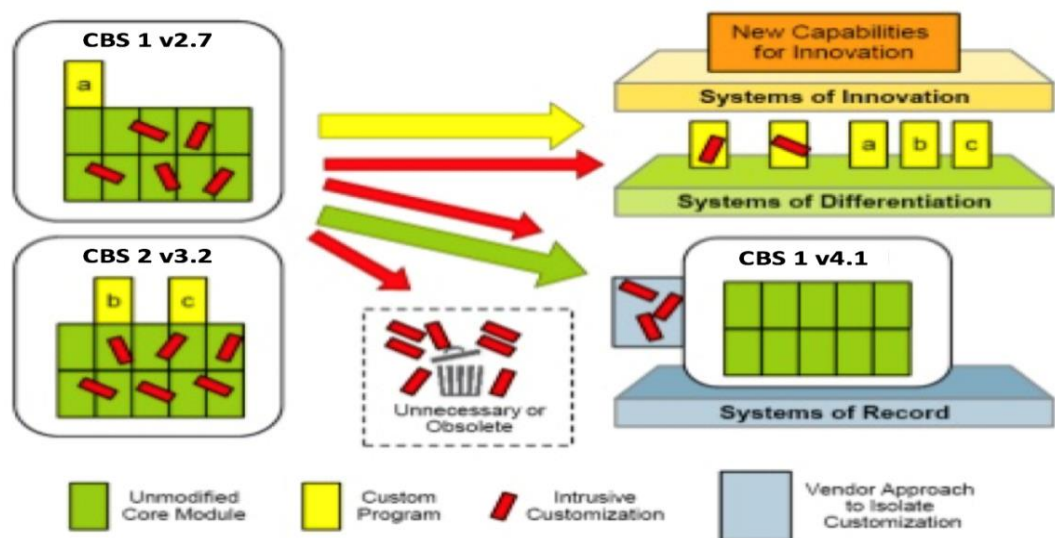 CBS 1 v2.7
a
CBS 2 v3.2
b
c
New Capabilities
for Innovation
Systems of Innovation
a
b
c
Systems of Differentiation
CBS 1 v4.1
Systems of Record
Unnecessary or
Obsolete
Unmodified
Core Module
Custom
Program
Intrusive
Customization
Vendor Approach
to Isolate
Customization